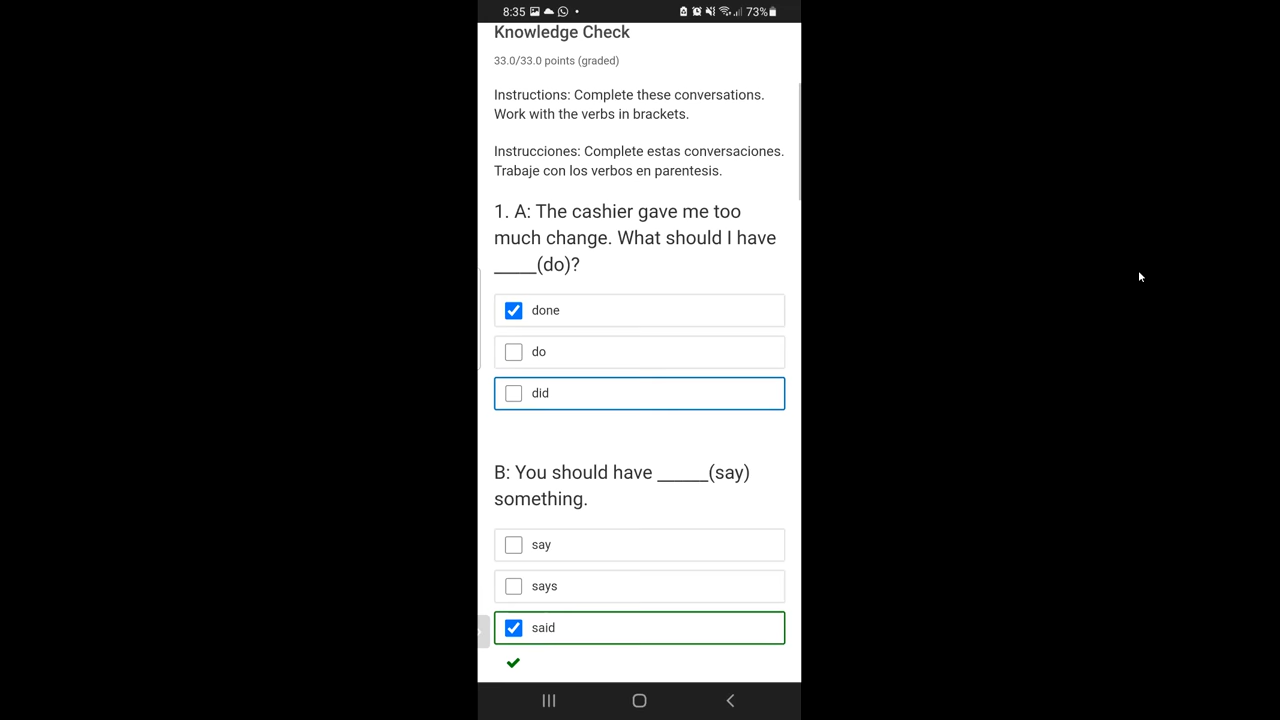 8:35
73%
Knowledge Check
33.0/33.0 points (graded)
Instructions: Complete these conversations.
Work with the verbs in brackets.
Instrucciones: Complete estas conversaciones.
Trabaje con los verbos en parentesis.
1. A: The cashier gave me too
much change. What should I have
_____(do)?
done
do
did
B: You should have ______(say)
something.
say
says
said